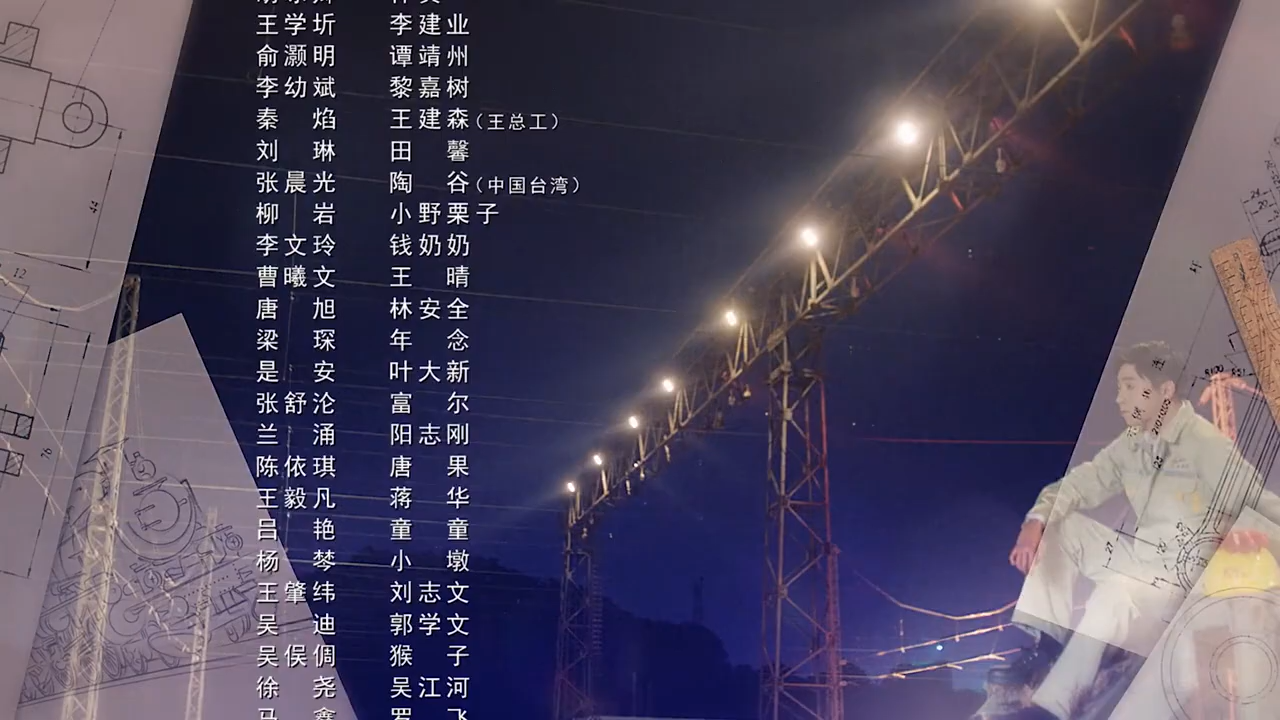 王学圻 李建业
俞灏明 谭靖州
李幼斌 黎嘉树
秦焰 王建森（王总工）
刘琳 田馨
张晨光 陶谷（中国台湾）
柳岩 小野栗子
李文玲 钱奶奶
曹曦文 王晴
唐旭 林安全
梁琛 年念
是安 叶大新
张舒沦 富尔
兰涌 阳志刚
陈依琪 唐果
王毅凡 蒋华
吕艳 童童
杨琴 小墩
王肇纬 刘志文
吴迪 郭学文
吴俣倜 猴子
徐尧 吴江河
马鑫 罗飞